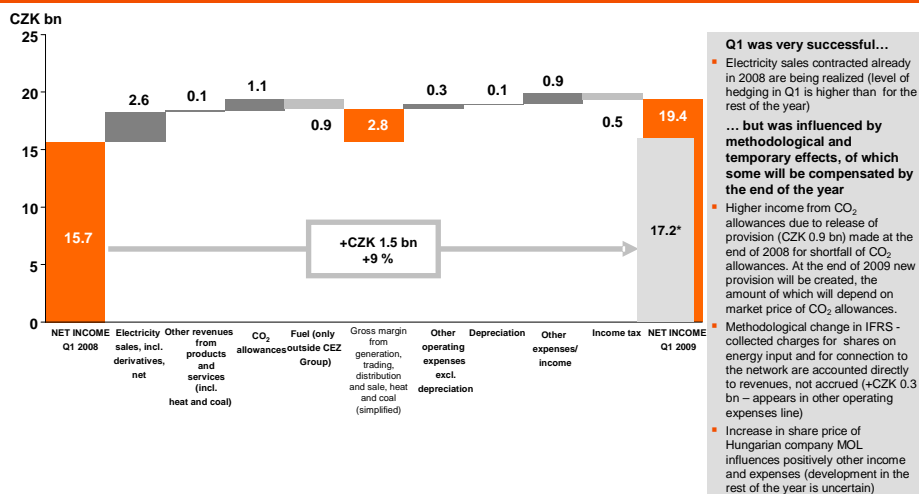 CZK bn
25
20
15
10
5
0
2.6
0.1
1.1
0.9
2.8
0.3
0.1
0.9
0.5
19.4
15.7
17.2*
+CZK 1.5 bn
+9 %
NET INCOME
Q1 2008
Electricity
sales, incl.
derivatives,
net
Other revenues
from
products
and
services
(incl.
heat and coal)
CO2
allowances
Fuel (only
outside CEZ
Group)
Gross margin
from
generation,
trading,
distribution
and sale, heat
and coal
(simplified)
Other
operating
expenses
excl.
depreciation
Depreciation
Other
expenses/
income
Income tax
NET INCOME
Q1 2009
Q1 was very successful…
▪ Electricity sales contracted already
in 2008 are being realized (level of
hedging in Q1 is higher than for the
rest of the year)
… but was influenced by
methodological and
temporary effects, of which
some will be compensated by
the end of the year
▪ Higher income from CO2
allowances due to release of
provision (CZK 0.9 bn) made at the
end of 2008 for shortfall of CO2
allowances. At the end of 2009 new
provision will be created, the
amount of which will depend on
market price of CO2 allowances.
▪ Methodological change in IFRS -
collected charges for shares on
energy input and for connection to
the network are accounted directly
to revenues, not accrued (+CZK 0.3
bn – appears in other operating
expenses line)
▪ Increase in share price of
Hungarian company MOL
influences positively other income
and expenses (development in the
rest of the year is uncertain)